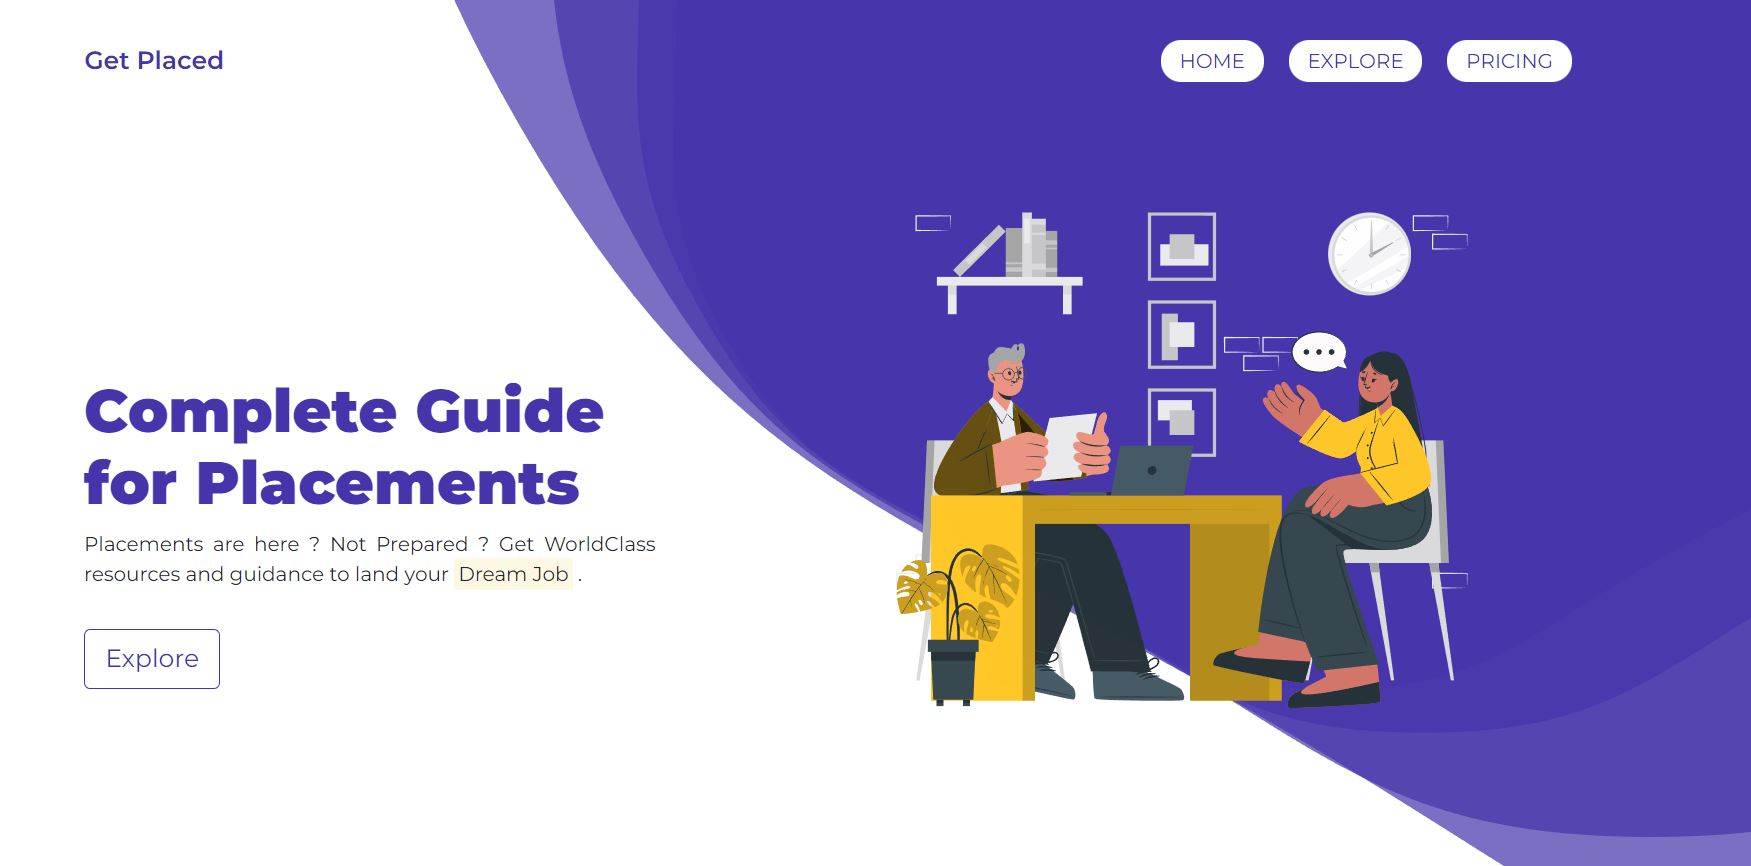 Get Placed
HOME
EXPLORE
PRICING
Complete Guide
for Placements
Placements are here ? Not Prepared ? Get WorldClass
resources and guidance to land your Dream Job .
Explore